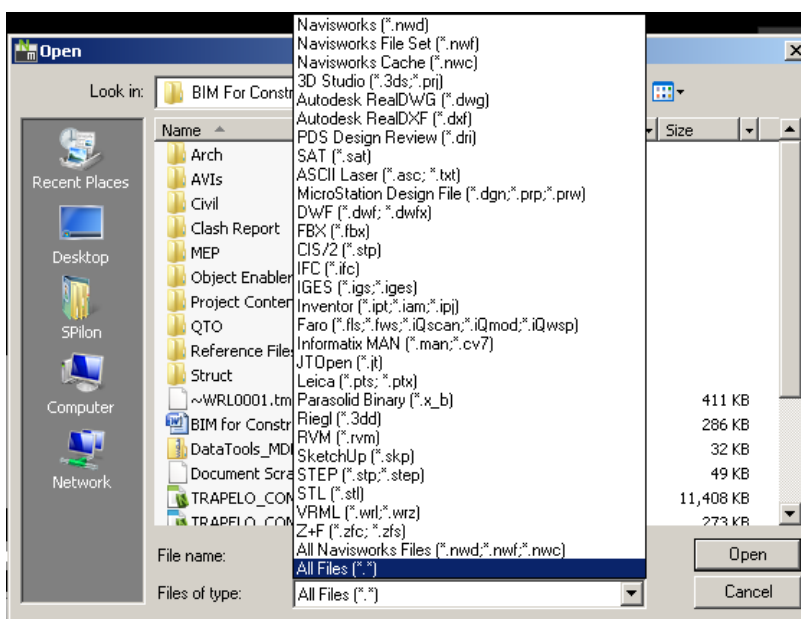 Open
Look in:
BIM For Constr
Navisworks (*.nwd)
Navisworks File Set (*.nwf)
Navisworks Cache (*.nwc)
3D Studio (*.3ds;*.prj)
Autodesk RealDWG (*.dwg)
Autodesk RealDXF (*.dxf)
PDS Design Review (*.dri)
SAT (*.sat)
ASCII Laser (*.asc; *.txt)
MicroStation Design File (*.dgn;*.prp;*.prw)
DWF (*.dwf; *.dwfx)
FBX (*.fbx)
CIS/2 (*.stp)
IFC (*.ifc)
IGES (*.igs;*.iges)
Inventor (*.ipt;*.iam;*.ipj)
Faro (*.fls;*.fws;*.iQscan;*.iQmod;*.iQwsp)
Informatix MAN (*.man;*.cv7)
JTOpen (*.jt)
Leica (*.pts; *.ptx)
Parasolid Binary (*.x_b)
Riegl (*.3dd)
RVM (*.rvm)
SketchUp (*.skp)
STEP (*.stp;*.step)
STL (*.stl)
VRML (*.wrl;*.wrz)
Z+F (*.zfc; *.zfs)
All Navisworks Files (*.nwd;*.nwf;*.nwc)
All Files (*.*)
Recent Places
Desktop
SPilon
Computer
Network
Name
Size
Arch
AVIs
Civil
Clash Report
MEP
Object Enabler
Project Conter
QTO
Reference File
Struct
~WRL0001.tm
411 KB
BIM for Constr
286 KB
DataTools_MD
32 KB
Document Scra
49 KB
TRAPELO_CON
11,408 KB
TRAPELO_CON
273 KB
File name:
Open
Files of type:
All Files (*.*)
Cancel